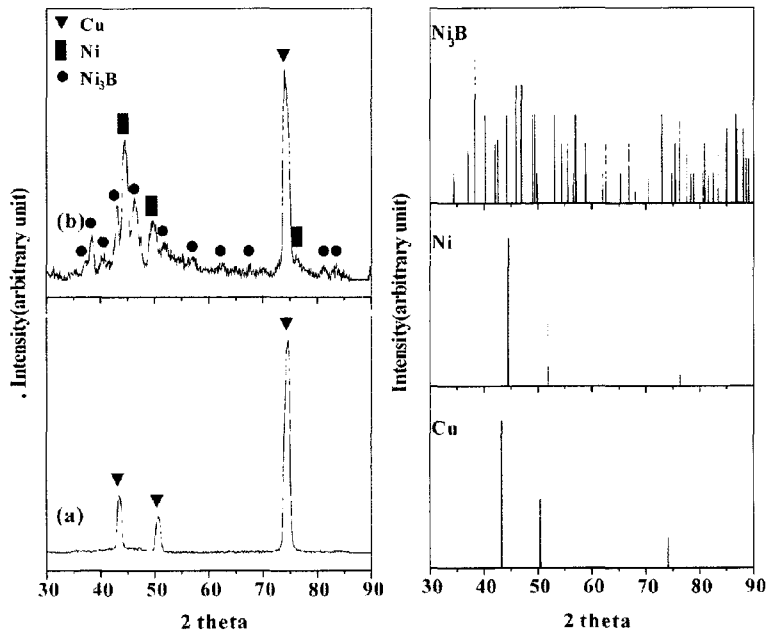 Cu
Ni
Ni3B
(b)
(a)
. Intensity(arbitrary unit)
30 40 50 60 70 80 90
2 theta
Ni3B
Ni
Cu
Intensity(arbitrary unit)
30 40 50 60 70 80 90
2 theta